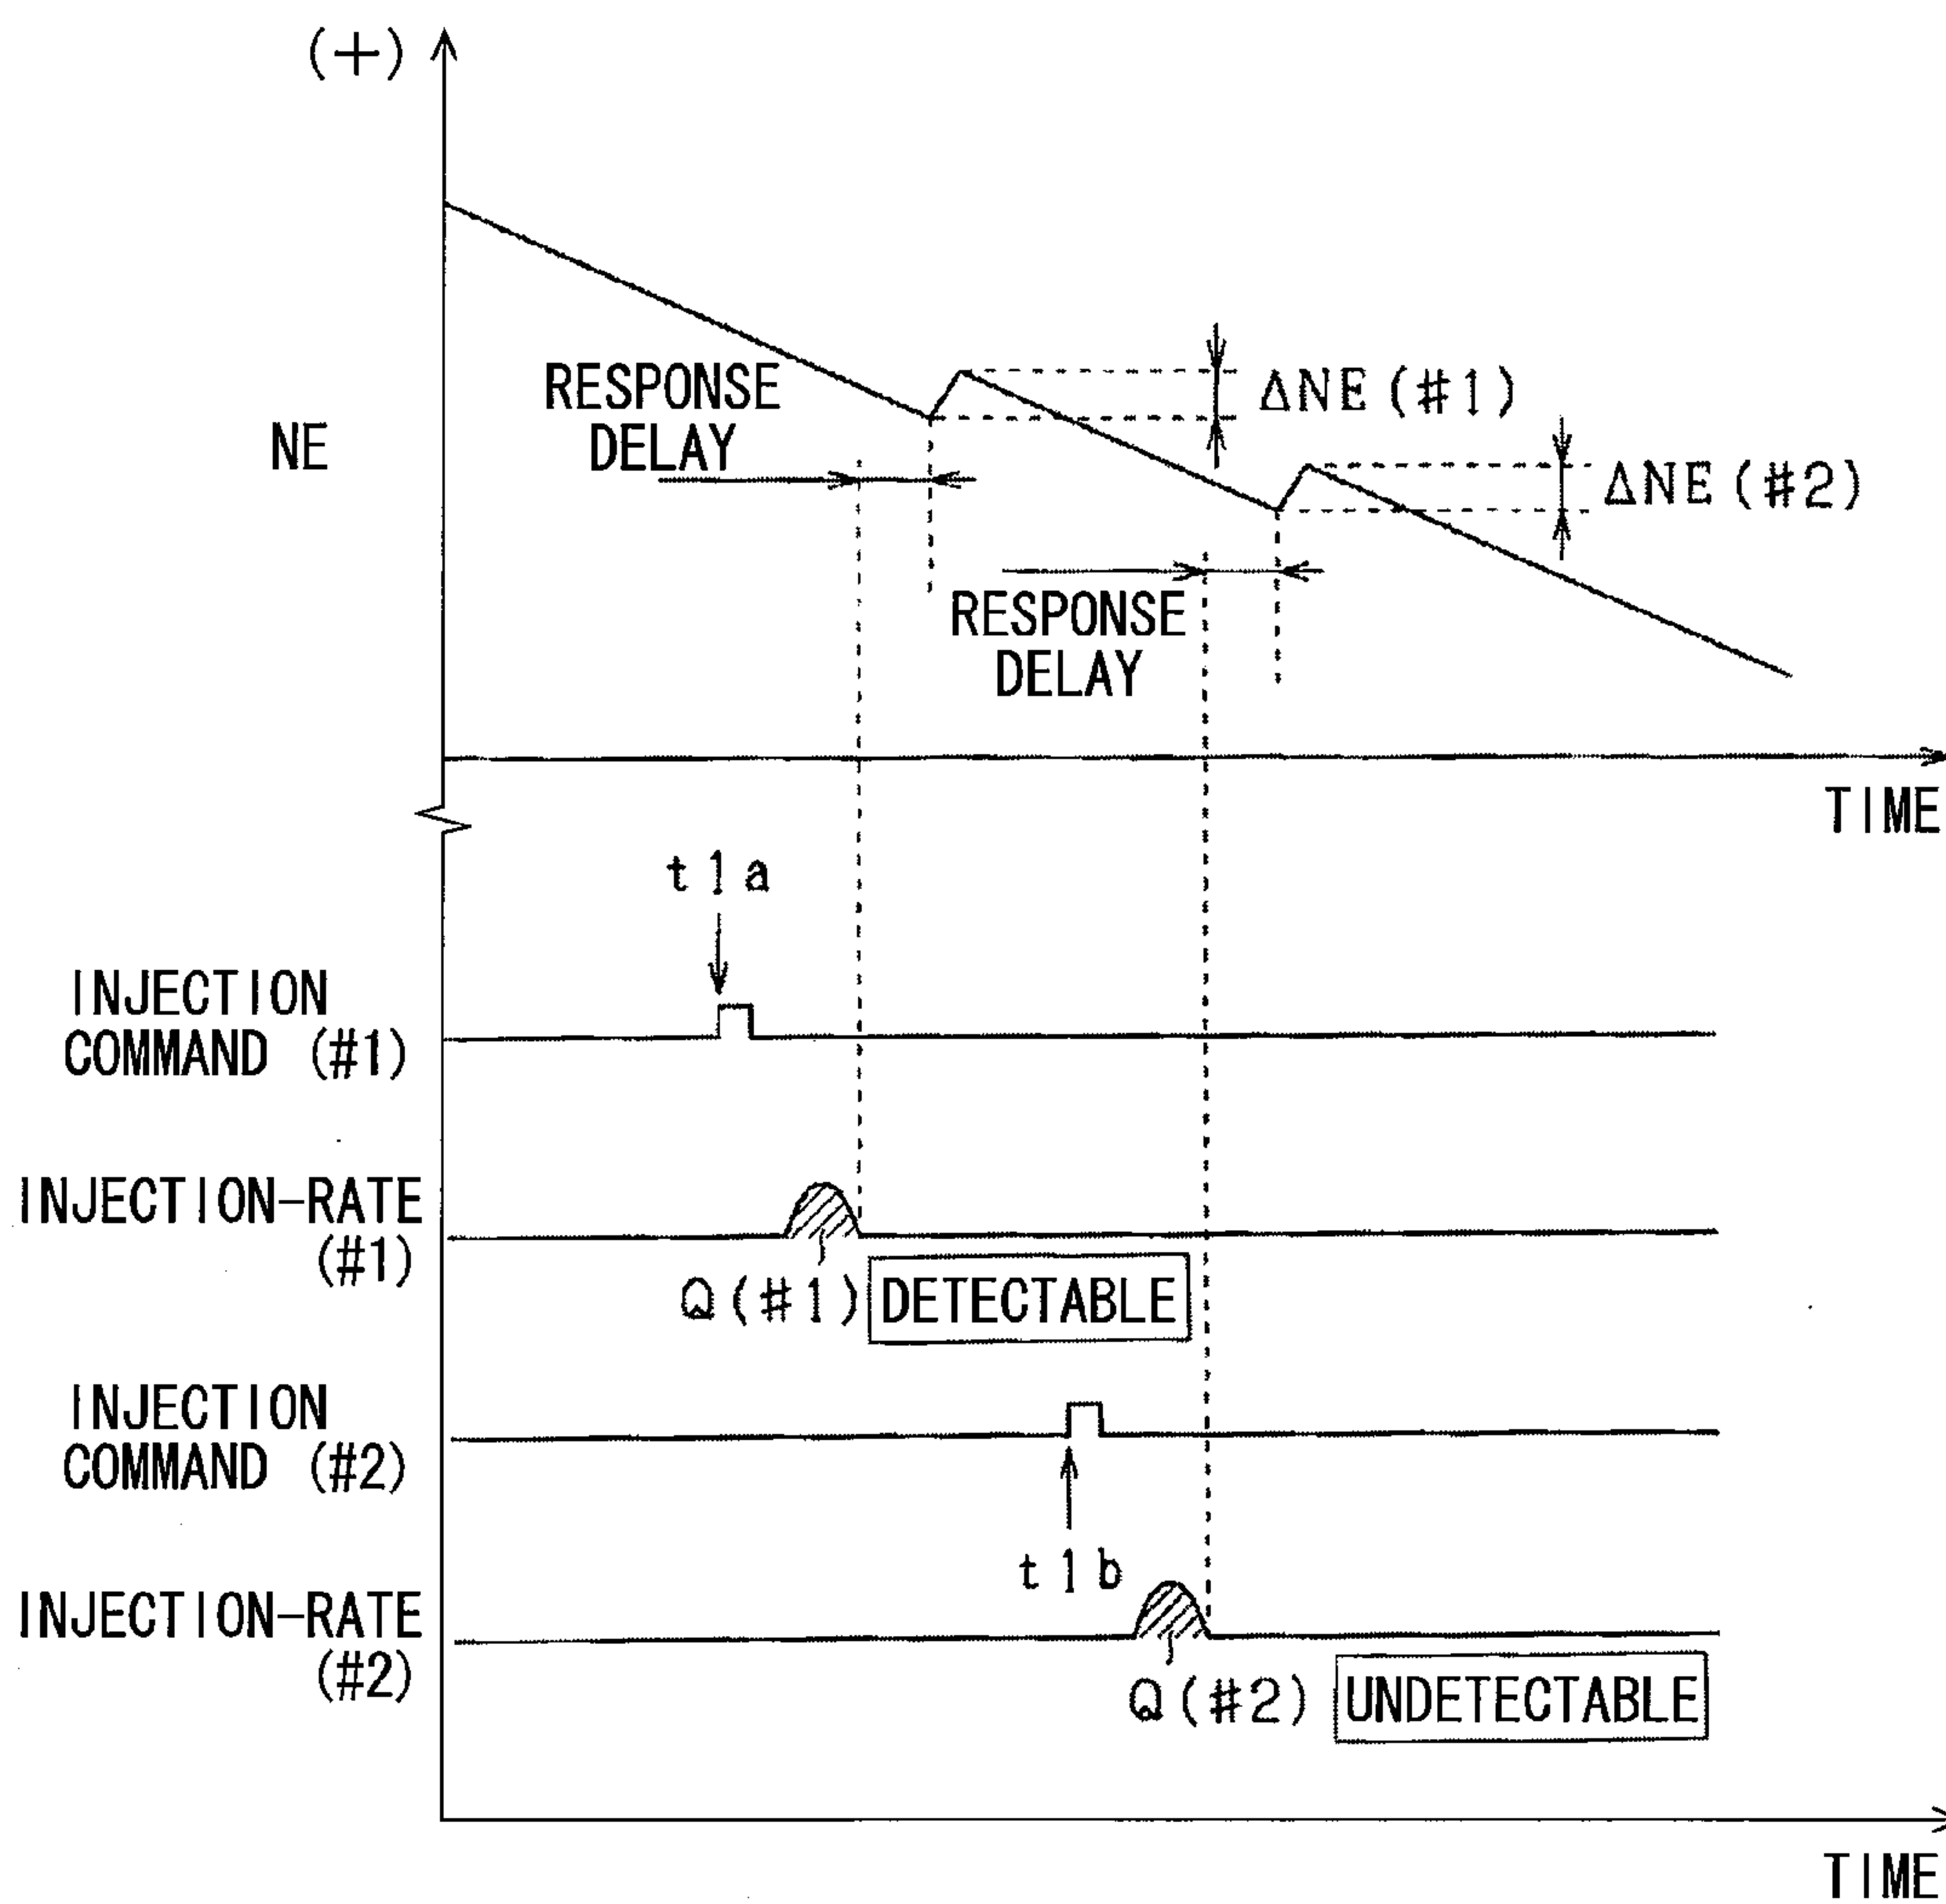 (+)
NE
RESPONSE
DELAY
ΔNE (#1)
ΔNE (#2)
RESPONSE
DELAY
TIME
t1a
INJECTION
COMMAND (#1)
INJECTION-RATE
(#1)
Q(#1)
DETECTABLE
INJECTION
COMMAND (#2)
t1b
INJECTION-RATE
(#2)
Q(#2)
UNDETECTABLE
TIME